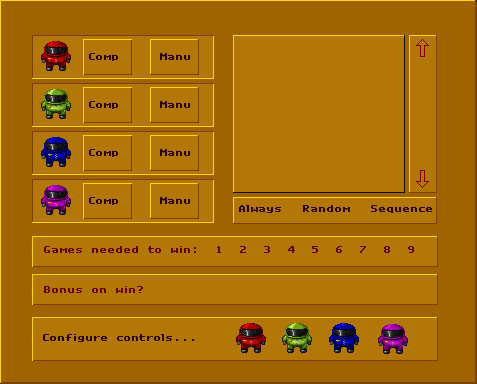 Comp Manu
Comp Manu
Comp Manu
Comp Manu
Always Random Sequence
Games needed to win: 1 2 3 4 5 6 7 8 9
Bonus on win?
Configure controls...